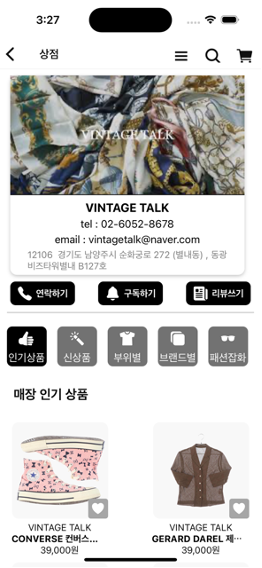 3:27
상점
VINTAGE TALK
VINTAGE TALK
tel : 02-6052-8678
email : vintagetalk@naver.com
12106 경기도 남양주시 순화궁로 272 (별내동) , 동광
비즈타워별내 B127호
연락하기
구독하기
리뷰쓰기
인기상품
신상품
부위별
브랜드별
패션잡화
매장 인기 상품
VINTAGE TALK
CONVERSE 컨버스...
39,000원
VINTAGE TALK
GERARD DAREL 제...
39,000원